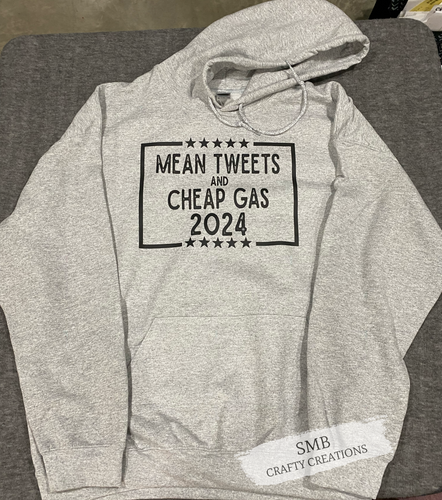 MEAN TWEETS
AND
CHEAP GAS
2024
SMB
CRAFTY CREATIONS